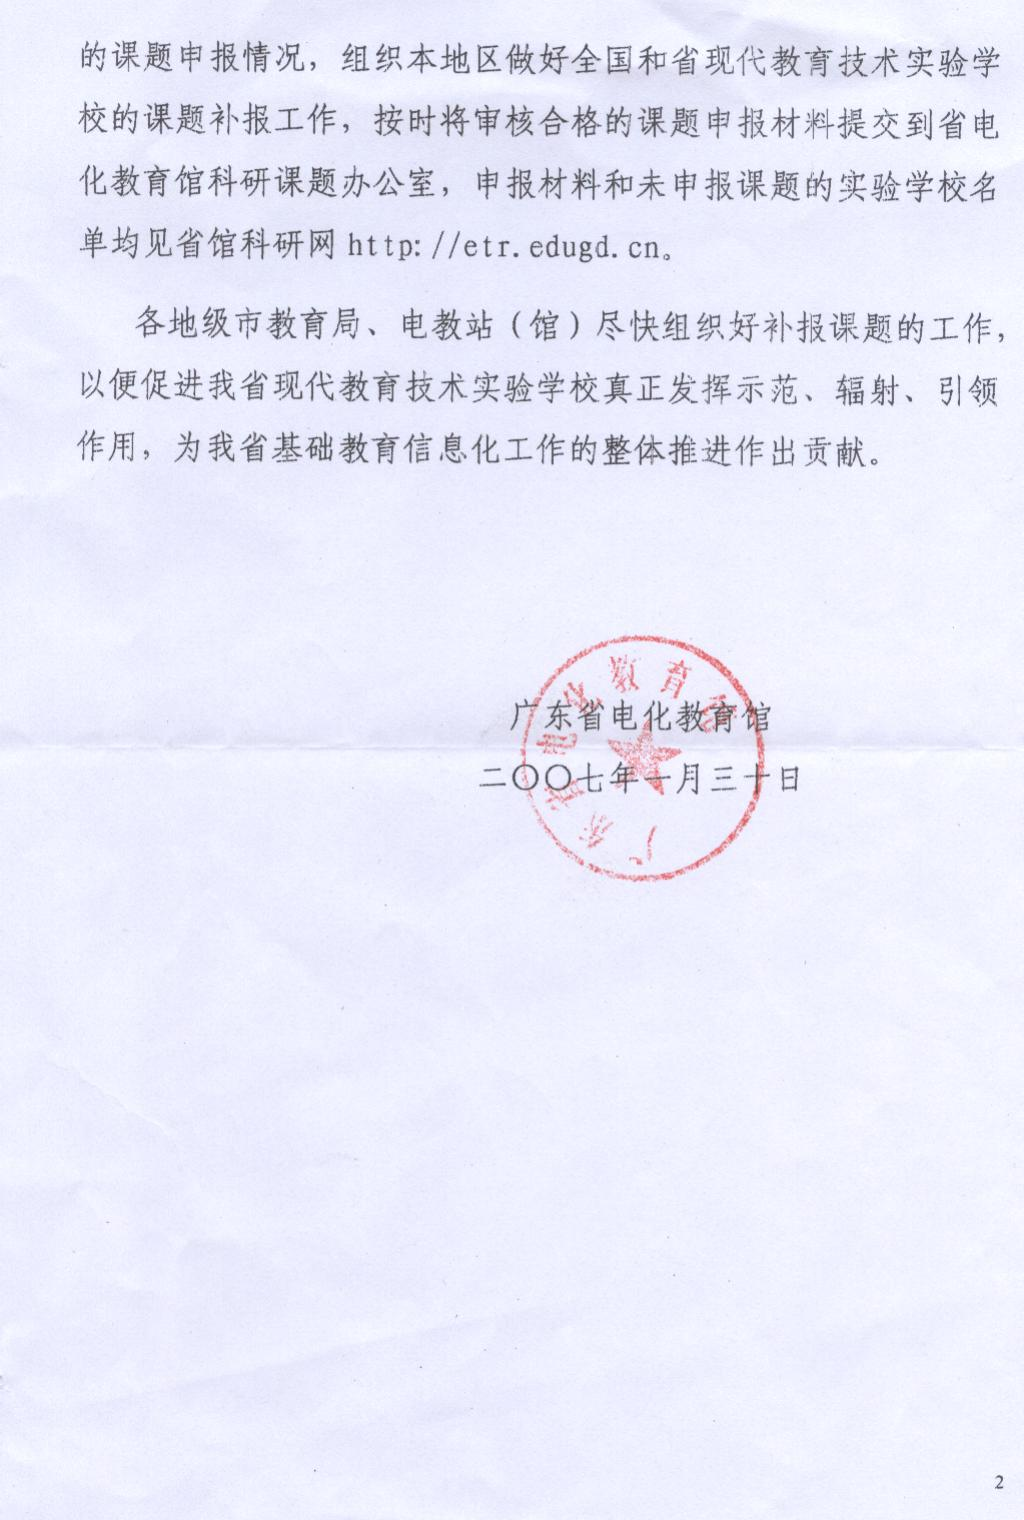 的课题申报情况，组织本地区做好全国和省现代教育技术实验学
校的课题补报工作，按时将审核合格的课题申报材料提交到省电
化教育馆科研课题办公室，申报材料和未申报课题的实验学校名
单均见省馆科研网 http://etr.edugd.cn。
各地级市教育局、电教站（馆）尽快组织好补报课题的工作，
以便促进我省现代教育技术实验学校真正发挥示范、辐射、引领
作用，为我省基础教育信息化工作的整体推进作出贡献。
广东省电化教育馆
广东省电化教育馆
二〇〇七年一月三十日
2